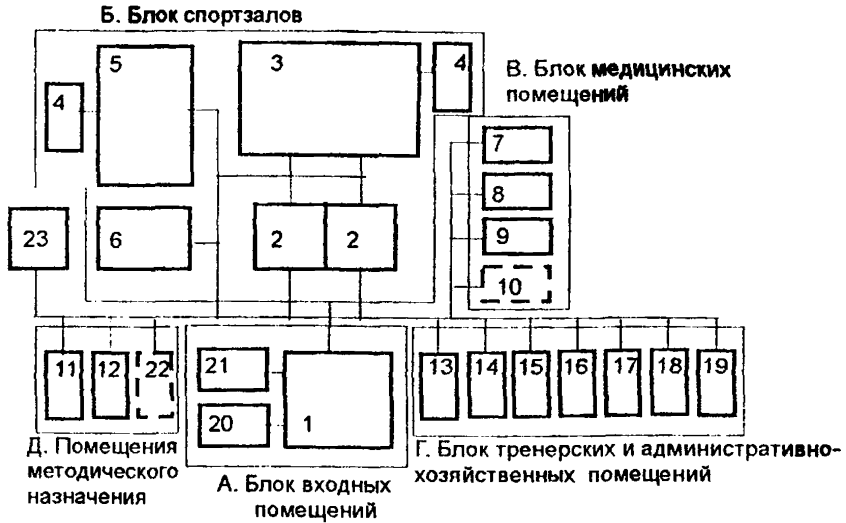 Б. Блок спортзалов
5
3
4
4
В. Блок медицинских
помещений
7
8
9
10
23
6
2
2
11
12
22
21
20
1
13
14
15
16
17
18
19
Д. Помещения
методического
назначения
А. Блок входных
помещений
Г. Блок тренерских и административно-
хозяйственных помещений